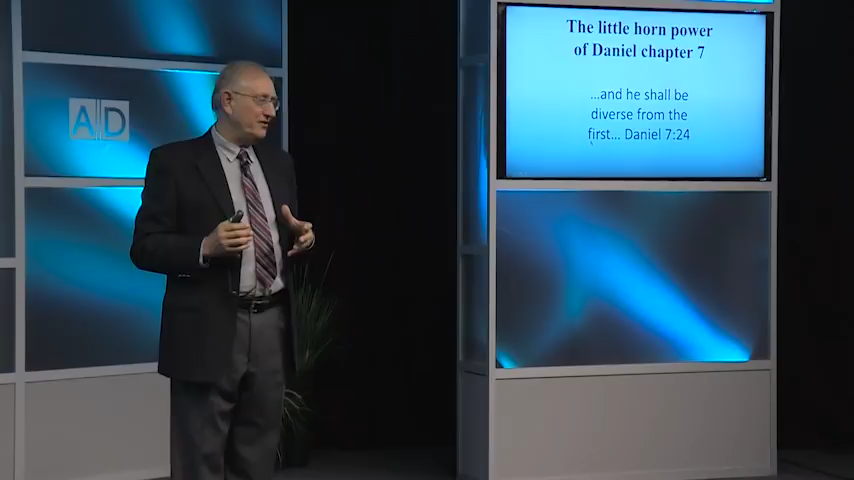 AD
The little horn power
of Daniel chapter 7
...and he shall be
diverse from the
first... Daniel 7:24